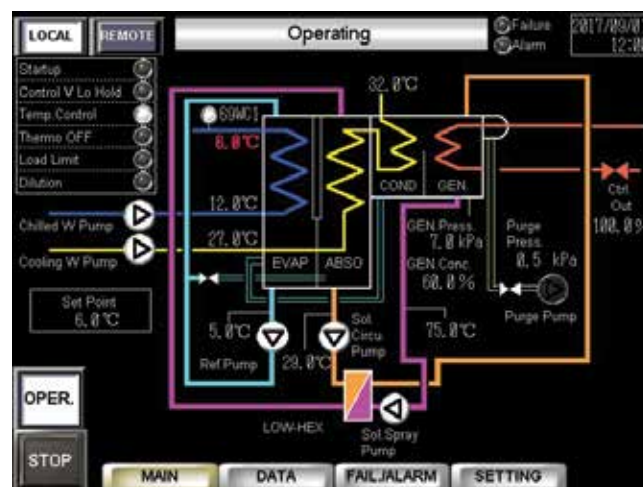 LOCAL
REMOTE
Operating
Failure
Alarm
2017/09/0
12:0
Startup
Control V Lo Hold
Temp.Control
Thermo OFF
Load Limit
Dilution
32.0℃
69WC1
6.0℃
COND
GEN
Ctrl.
Out
100.0%
12.0℃
Chilled W Pump
27.0℃
Cooling W Pump
EVAP
ABSO
GEN.Press.
7.0 kPa
GEN.Conc.
60.0%
Purge
Press.
0.5 kPa
Purge Pump
Set Point
6.0℃
5.0℃
Ref.Pump
29.0℃
Sol.
Circu.
Pump
75.0℃
LOW-HEX
Sol.Spray
Pump
OPER.
STOP
MAIN
DATA
FAIL/ALARM
SETTING